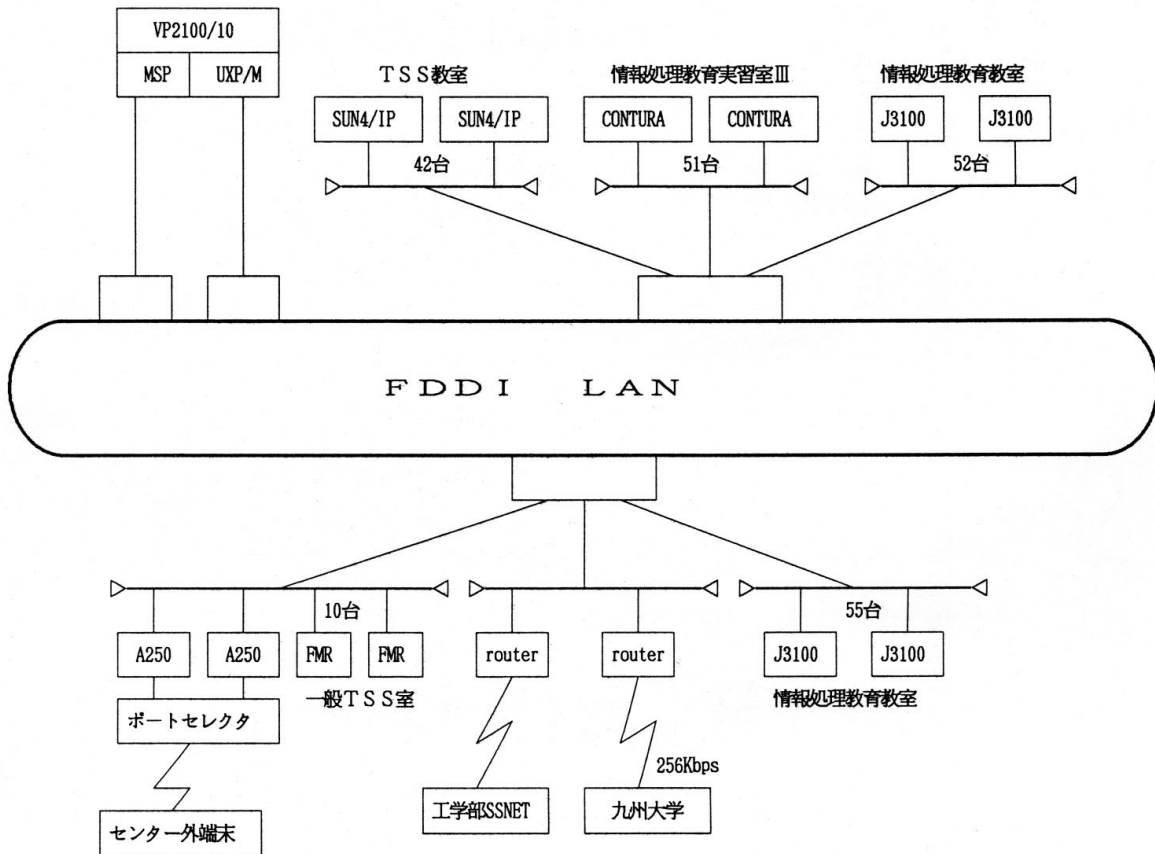 VP2100/10
MSP UXP/M
TSS教室 情報処理教育実習室Ⅲ 情報処理教育教室
SUN4/IP SUN4/IP CONTURA CONTURA J3100 J3100
42台 51台 52台
FDDI LAN
10台 55台
A250 A250 FMR FMR router router J3100 J3100
一般TSS室 情報処理教育教室
ポートセレクタ
256Kbps
工学部SSNET 九州大学
センター外端末